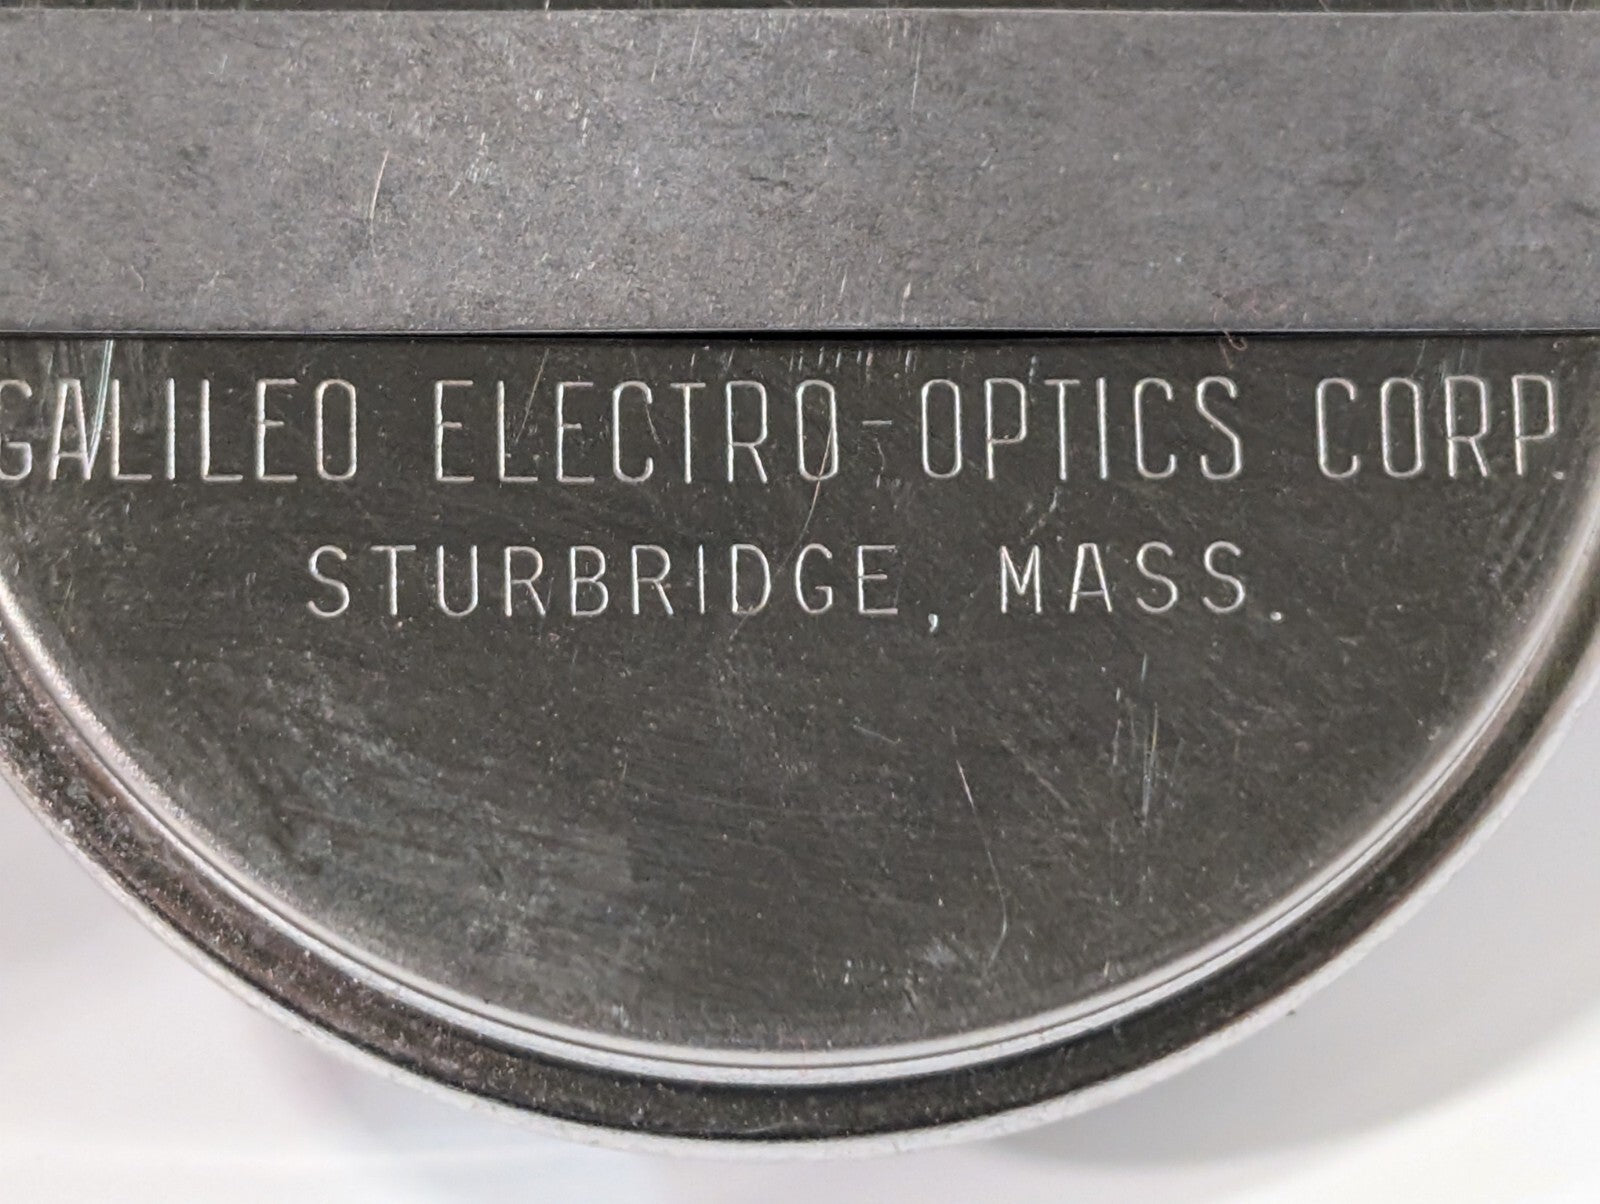 GALILEO ELECTRO-OPTICS CORP.
STURBRIDGE, MASS.